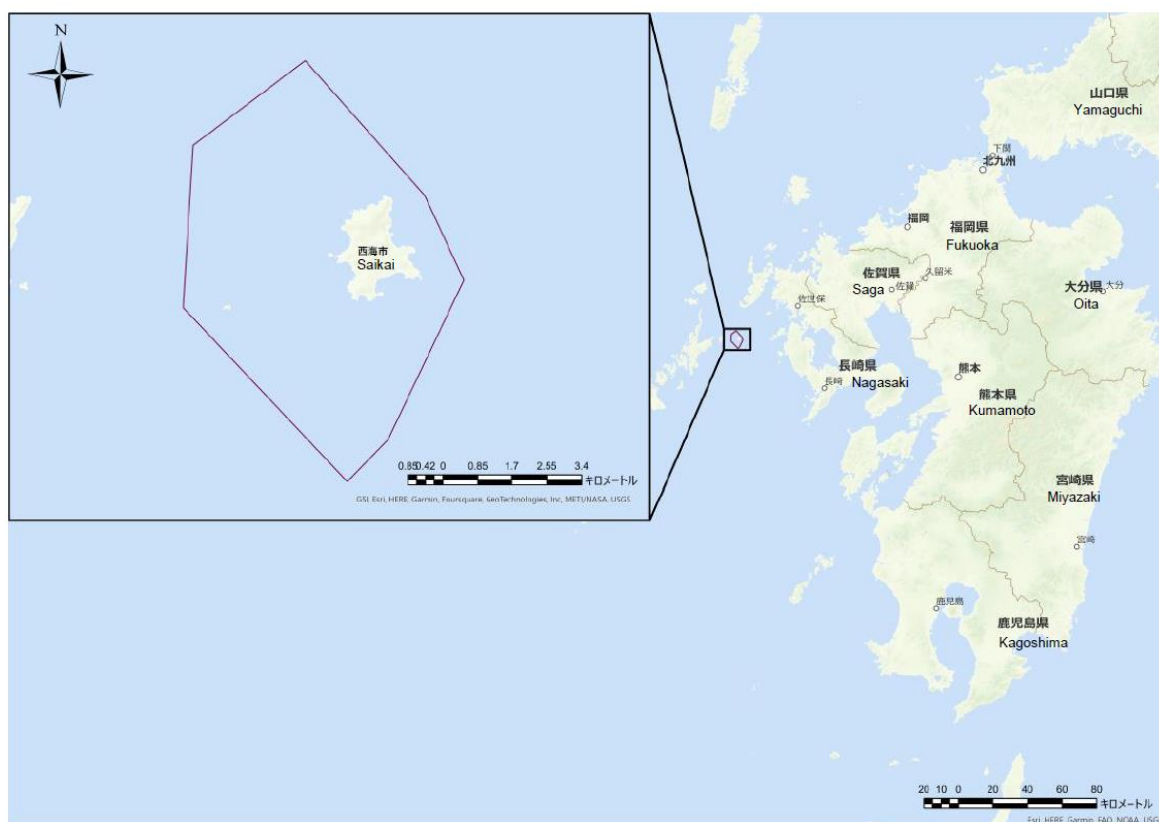 N
西海市
Saikai
0.85 0.42 0 0.85 1.7 2.55 3.4
キロメートル
GSI, Esri, HERE, Garmin, Foursquare, GeoTechnologies, Inc, METI/NASA, USGS
山口県
Yamaguchi
下関
北九州
福岡
福岡県
Fukuoka
佐賀県
久留米
Saga
佐賀
大分県
大分
Oita
佐世保
長崎県
長崎
Nagasaki
熊本
熊本県
Kumamoto
宮崎県
Miyazaki
宮崎
鹿児島
鹿児島県
Kagoshima
20 10 0 20 40 60 80
キロメートル
Esri, HERE, Garmin, FAO, NOAA, USG